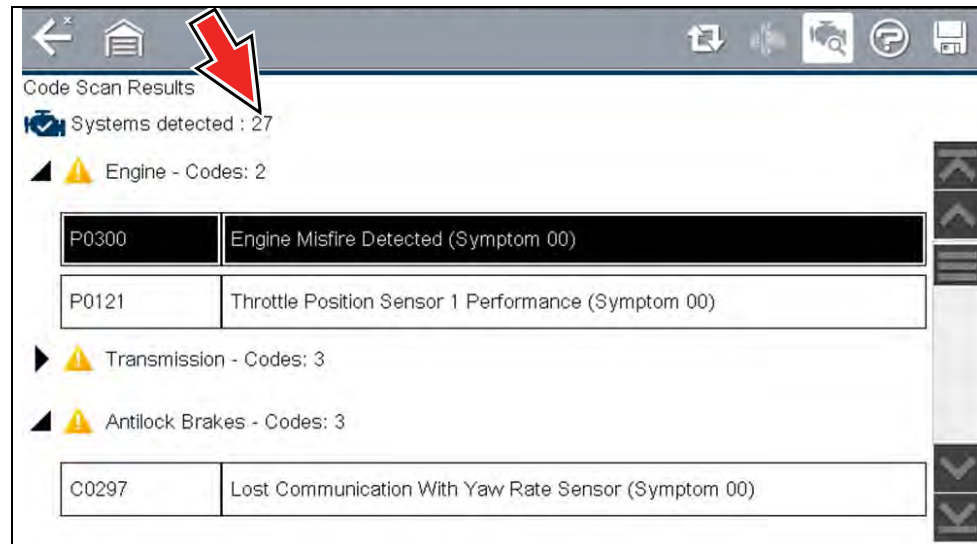 Code Scan Results
Systems detected : 27
Engine - Codes: 2
P0300 Engine Misfire Detected (Symptom 00)
P0121 Throttle Position Sensor 1 Performance (Symptom 00)
Transmission - Codes: 3
Antilock Brakes - Codes: 3
C0297 Lost Communication With Yaw Rate Sensor (Symptom 00)